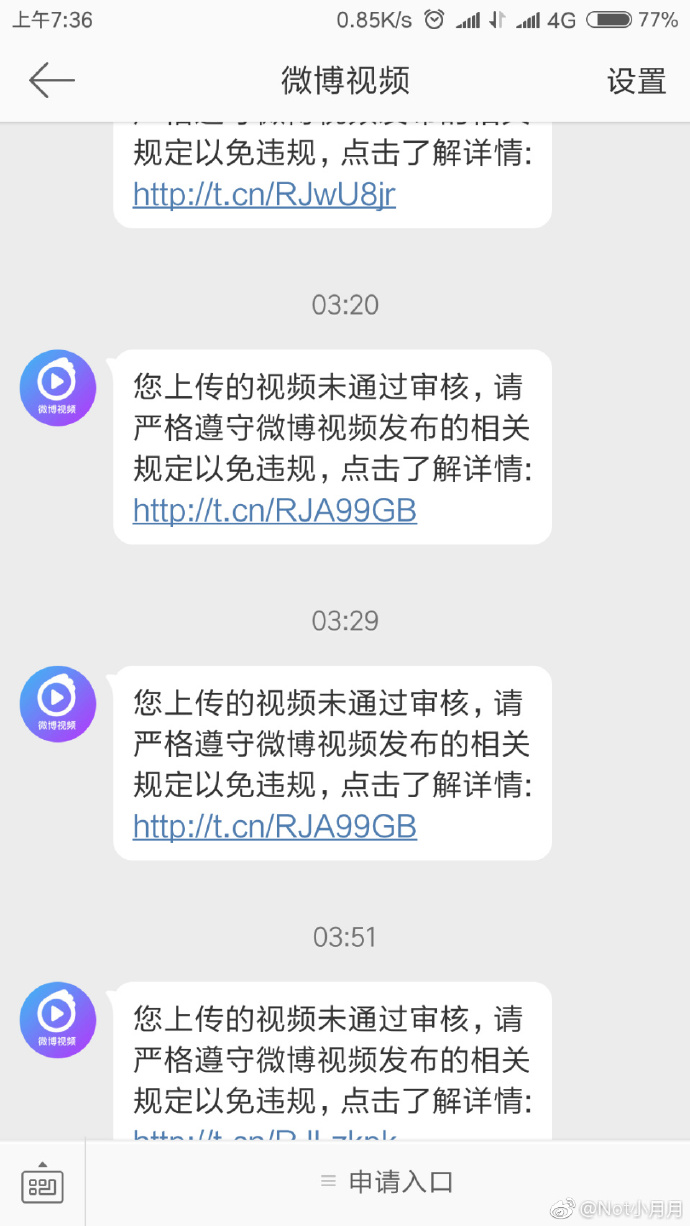 上午7:36 0.85K/s 4G 77%
微博视频 设置
规定以免违规，点击了解详情:
http://t.cn/RJwU8jr
03:20
您上传的视频未通过审核，请
严格遵守微博视频发布的相关
规定以免违规，点击了解详情:
http://t.cn/RJA99GB
微博视频
03:29
您上传的视频未通过审核，请
严格遵守微博视频发布的相关
规定以免违规，点击了解详情:
http://t.cn/RJA99GB
微博视频
03:51
您上传的视频未通过审核，请
严格遵守微博视频发布的相关
规定以免违规，点击了解详情:
微博视频
申请入口
@Not小月月